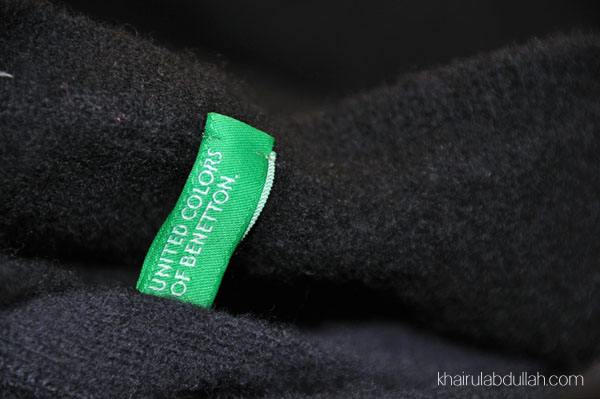 UNITED COLORS
OF BENETTON.
khairulabdullah.com